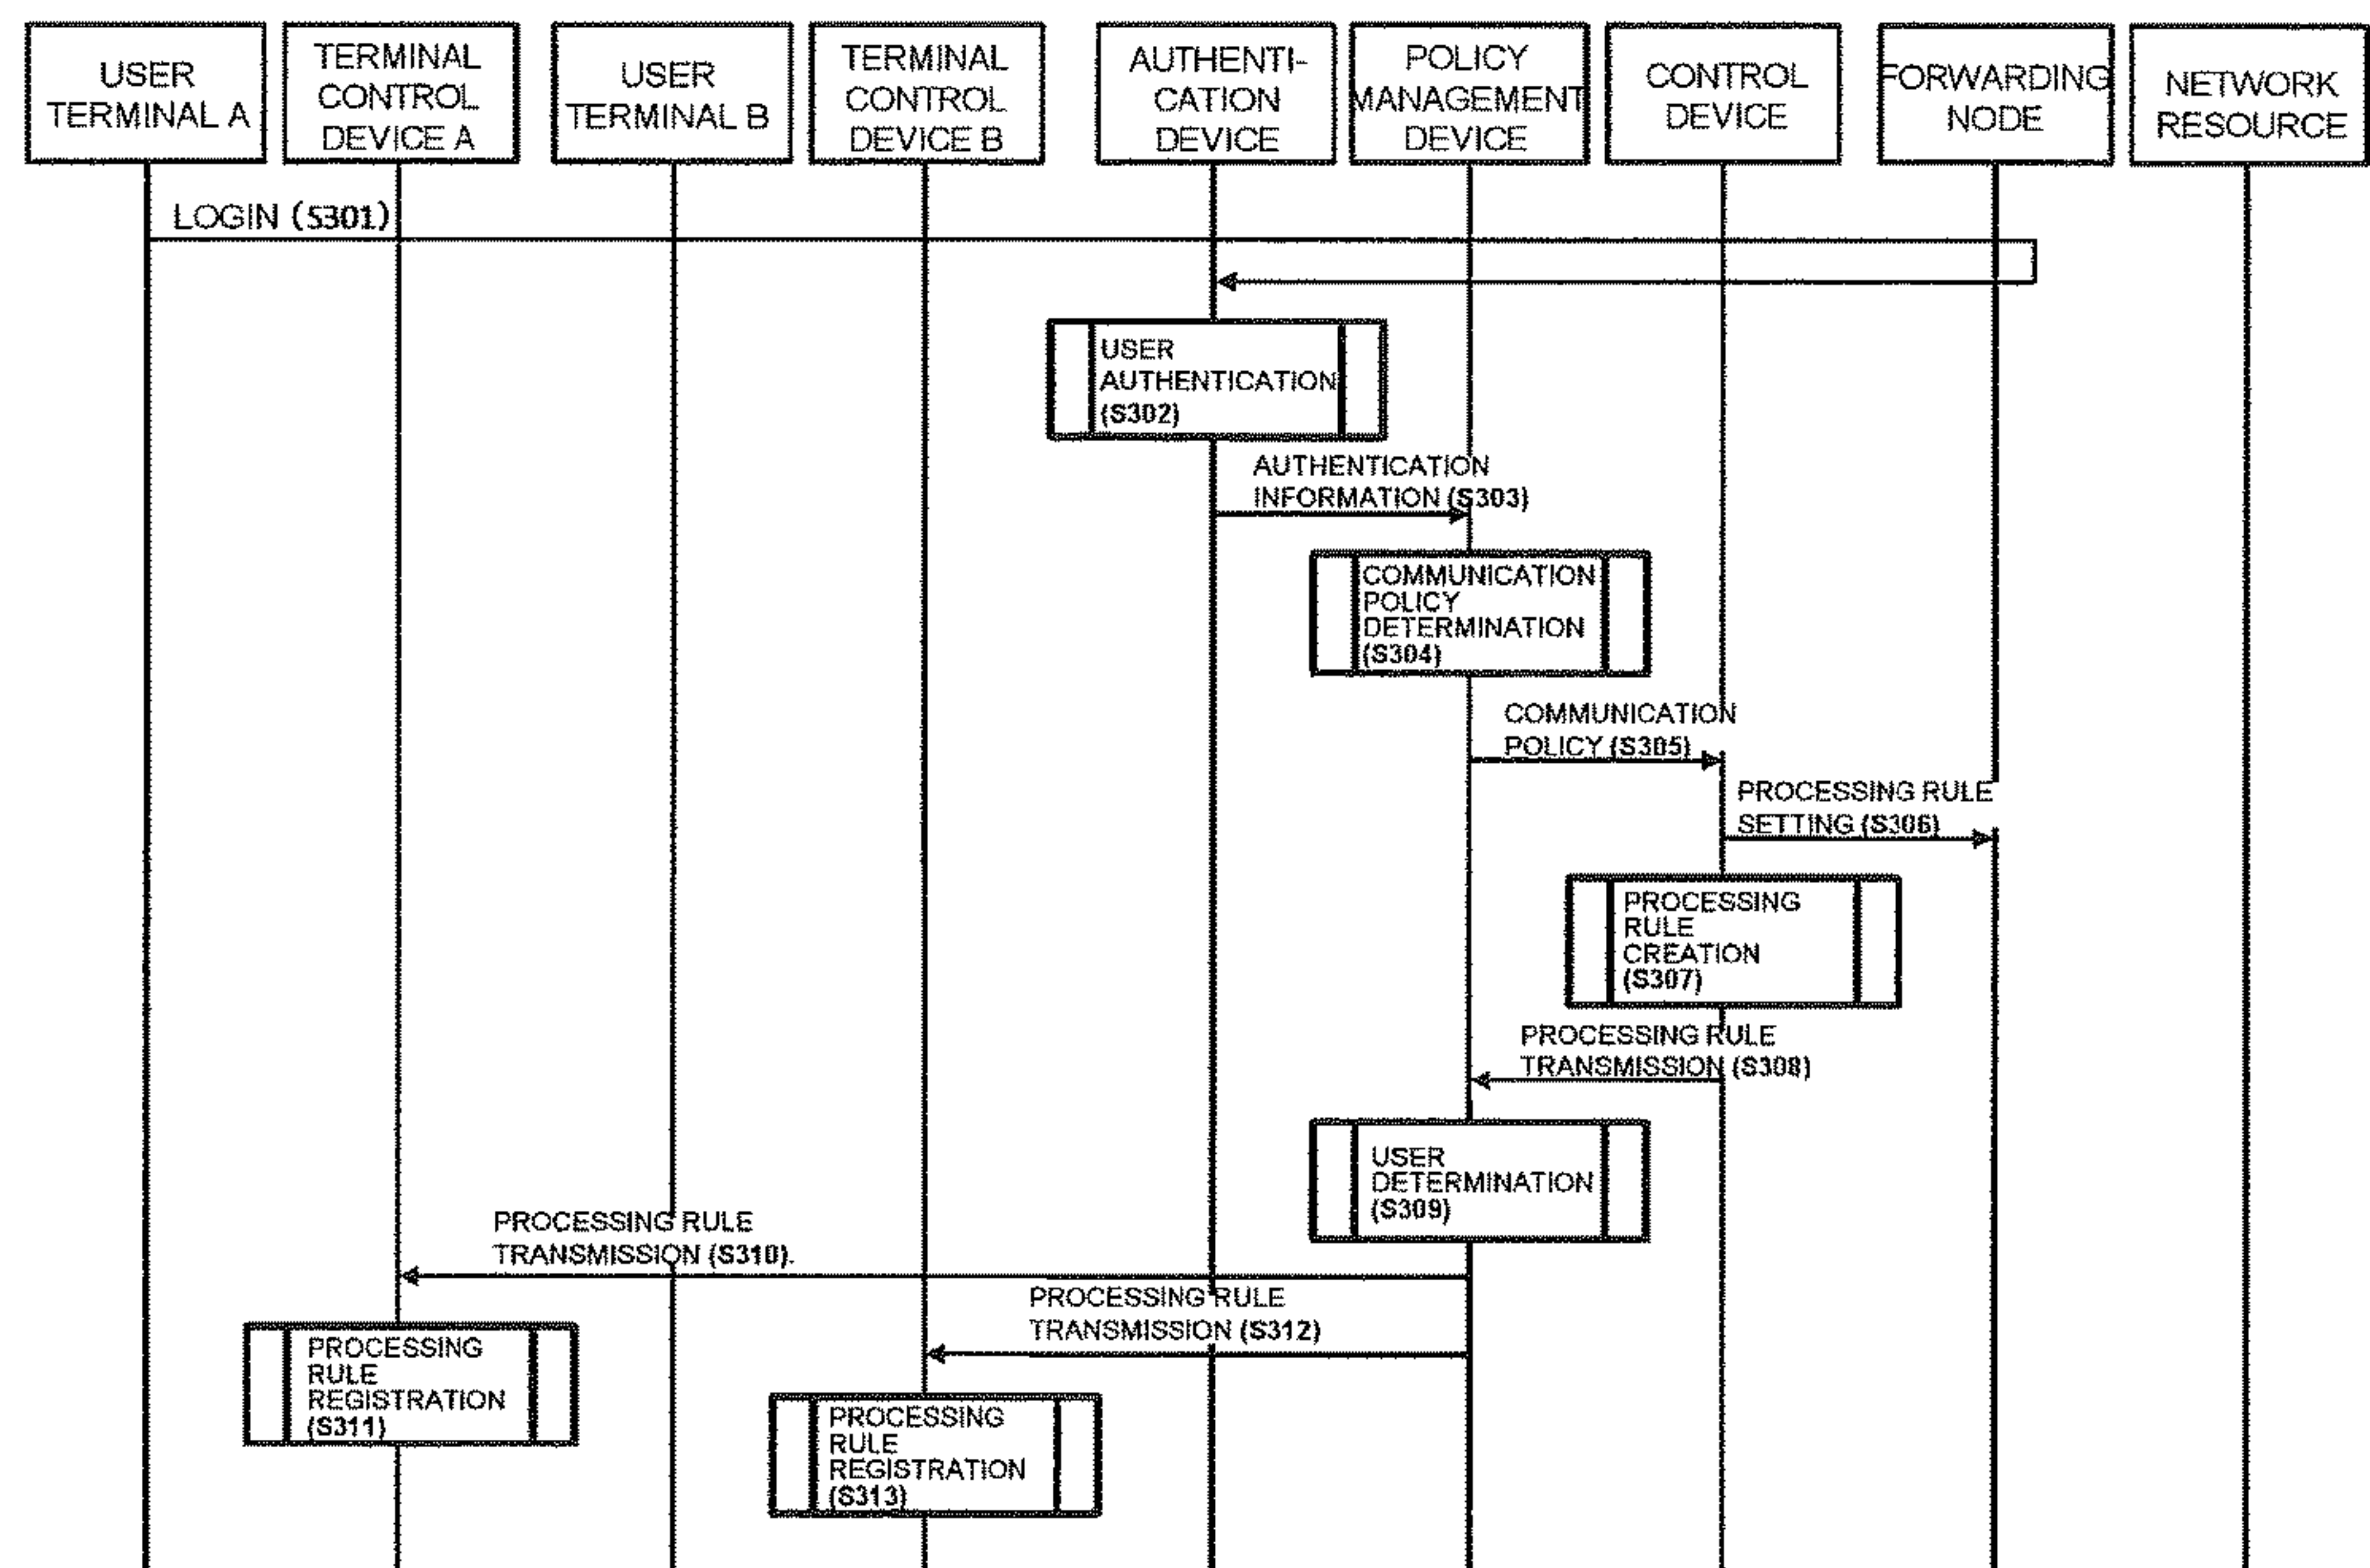 USER
TERMINAL A
TERMINAL
CONTROL
DEVICE A
USER
TERMINAL B
TERMINAL
CONTROL
DEVICE B
AUTHENTI-
CATION
DEVICE
POLICY
MANAGEMENT
DEVICE
CONTROL
DEVICE
FORWARDING
NODE
NETWORK
RESOURCE
LOGIN (S301)
USER
AUTHENTICATION
(S302)
AUTHENTICATION
INFORMATION (S303)
COMMUNICATION
POLICY
DETERMINATION
(S304)
COMMUNICATION
POLICY (S305)
PROCESSING RULE
SETTING (S306)
PROCESSING
RULE
CREATION
(S307)
PROCESSING RULE
TRANSMISSION (S308)
USER
DETERMINATION
(S309)
PROCESSING RULE
TRANSMISSION (S310).
PROCESSING RULE
TRANSMISSION (S312)
PROCESSING
RULE
REGISTRATION
(S311)
PROCESSING
RULE
REGISTRATION
(S313)